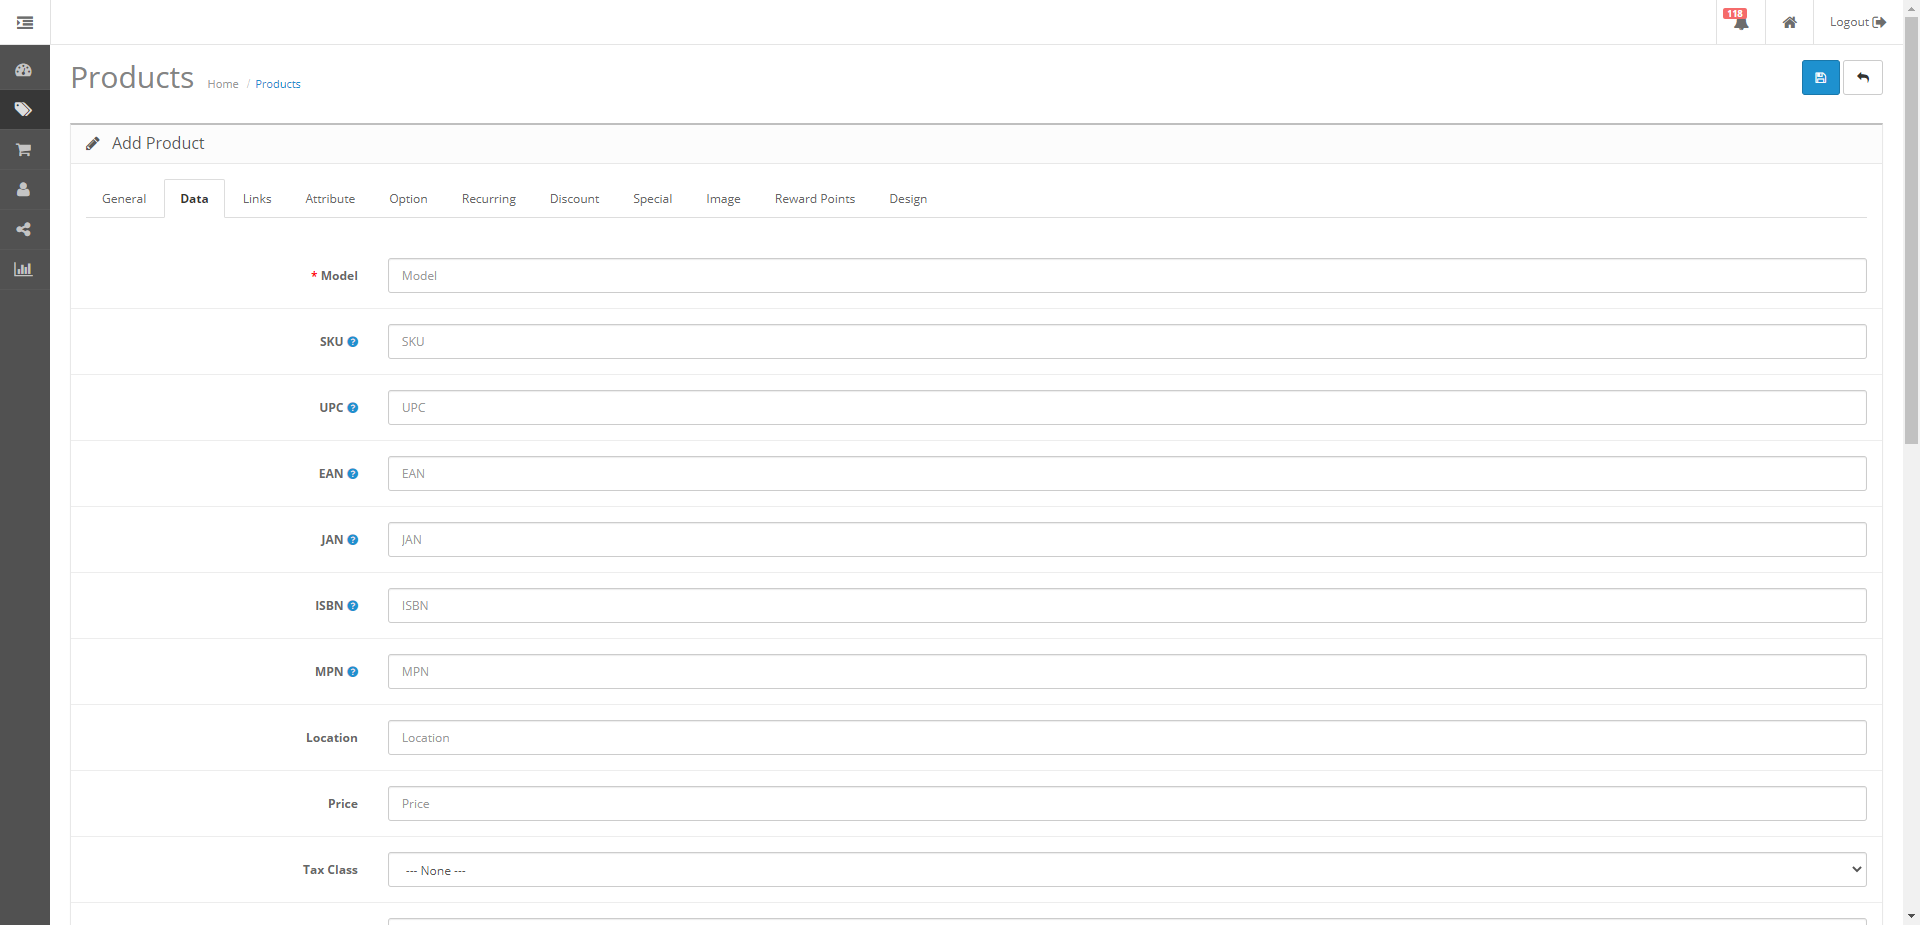 118
Logout
Products Home / Products
Add Product
General Data Links Attribute Option Recurring Discount Special Image Reward Points Design
* Model Model
SKU ? SKU
UPC ? UPC
EAN ? EAN
JAN ? JAN
ISBN ? ISBN
MPN ? MPN
Location Location
Price Price
Tax Class --- None ---